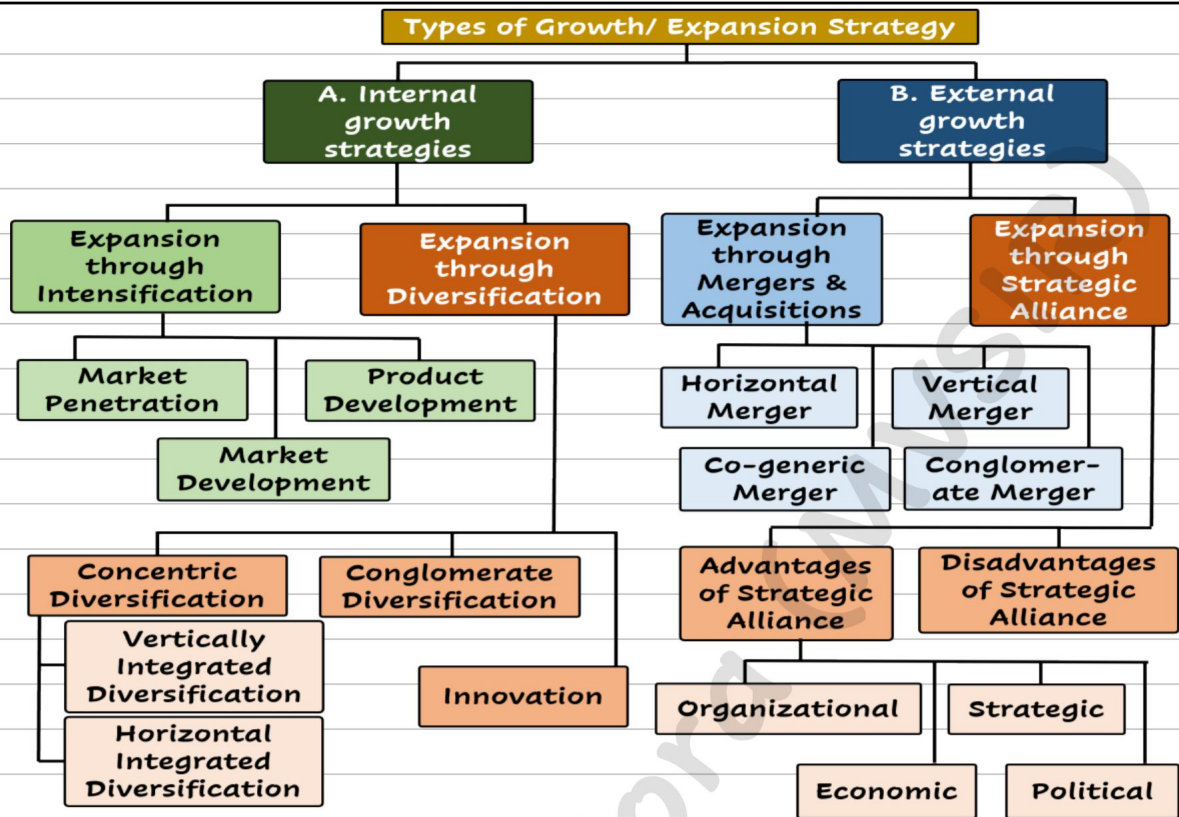 Types of Growth/ Expansion Strategy
A. Internal
growth
strategies
B. External
growth
strategies
Expansion
through
Intensification
Expansion
through
Diversification
Expansion
through
Mergers &
Acquisitions
Expansion
through
Strategic
Alliance
Market
Penetration
Product
Development
Market
Development
Horizontal
Merger
Vertical
Merger
Co-generic
Merger
Conglomer-
ate Merger
Concentric
Diversification
Conglomerate
Diversification
Advantages
of Strategic
Alliance
Disadvantages
of Strategic
Alliance
Vertically
Integrated
Diversification
Innovation
Horizontal
Integrated
Diversification
Organizational
Strategic
Economic
Political